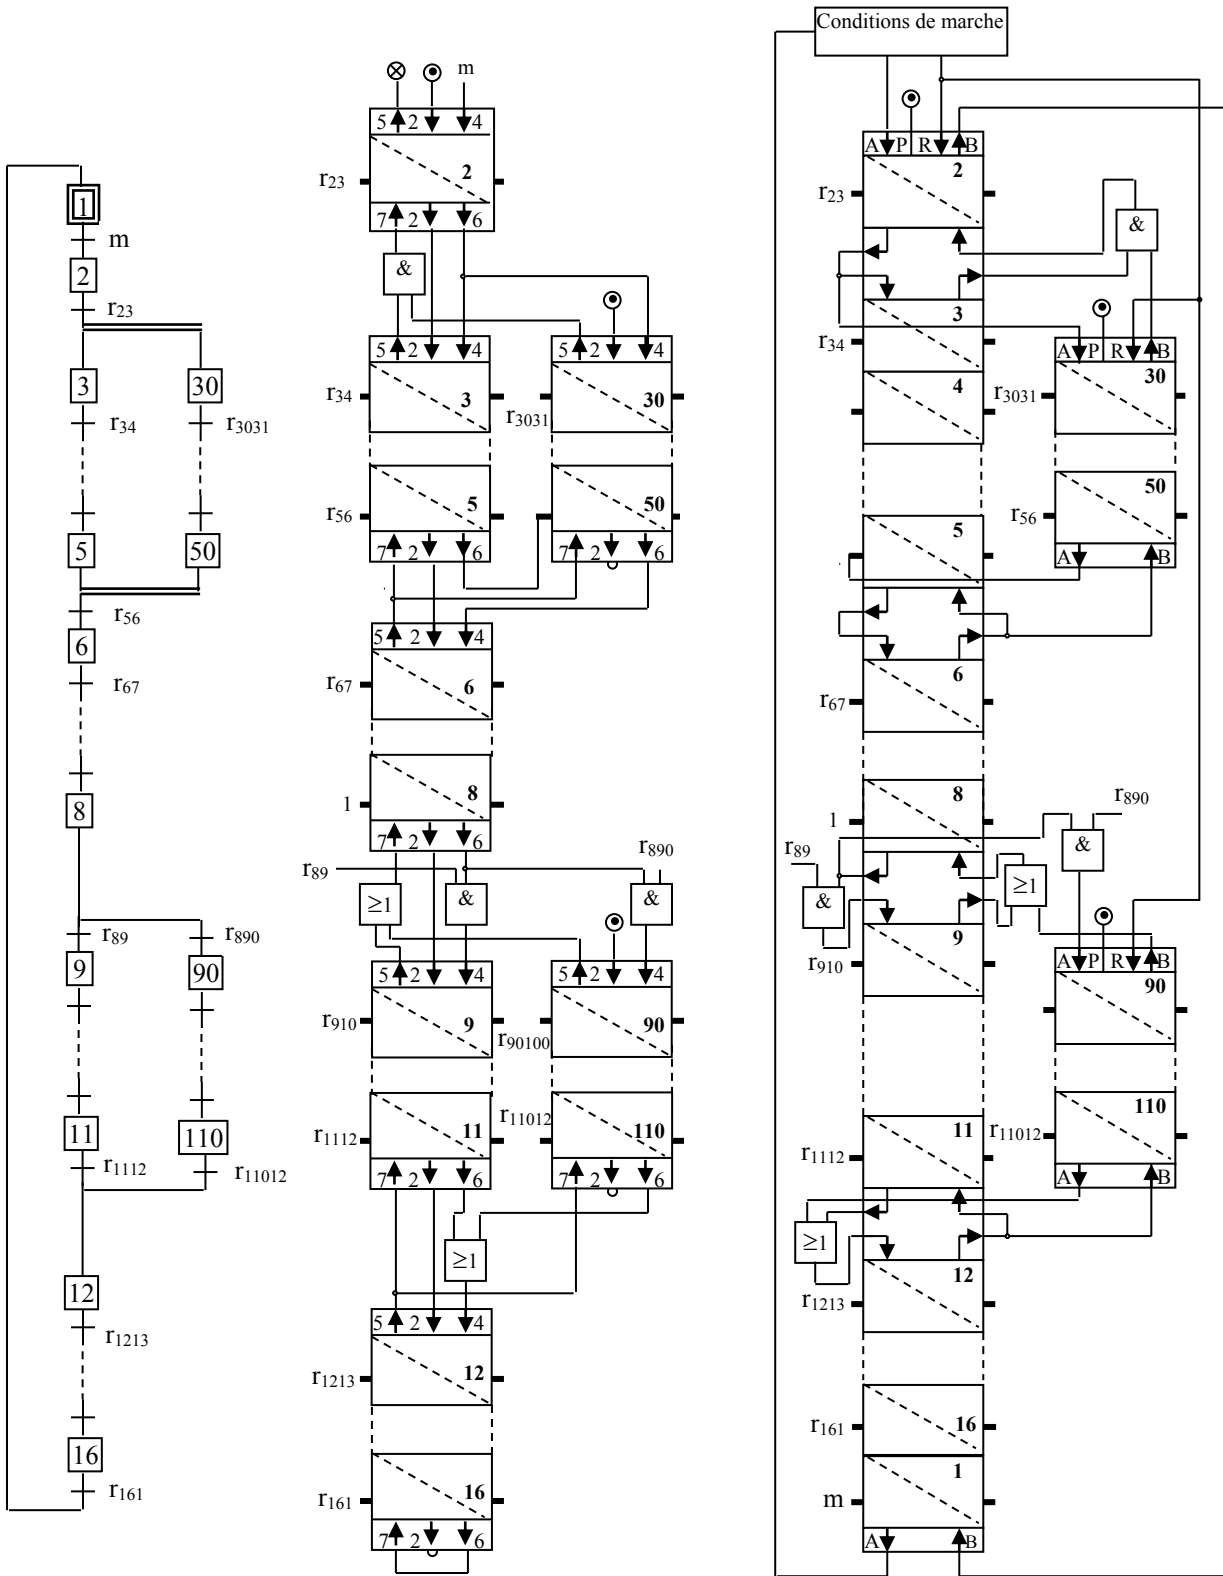 Conditions de marche
1
m
2
r23
3
30
r34
r3031
5
50
r56
6
r67
8
r89
r890
9
90
11
110
r1112
r11012
12
r1213
16
r161
m
5 2 4
2
r23
7 2 6
&
5 2 4
5 2 4
r34
3
r3031
30
r56
5
50
7 2 6
7 2 6
5 2 4
r67
6
1
8
7 2 6
r89
r890
≥1
&
&
5 2 4
5 2 4
r910
9
r90100
90
r1112
11
r11012
110
7 2 6
7 2 6
≥1
5 2 4
r1213
12
r161
16
7 2 6
A P R B
2
r23
&
3
r34
A P R B
4
r3031
30
50
r56
5
A B
6
r67
8
1
r890
&
r89
&
≥1
9
r910
A P R B
90
11
110
r1112
r11012
A B
≥1
12
r1213
16
r161
1
m
A B